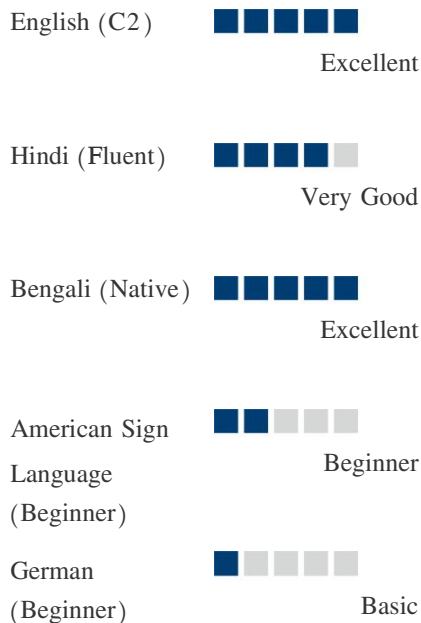 English (C2)
Excellent
Hindi (Fluent)
Very Good
Bengali (Native)
Excellent
American Sign
Language
(Beginner)
Beginner
German
(Beginner)
Basic